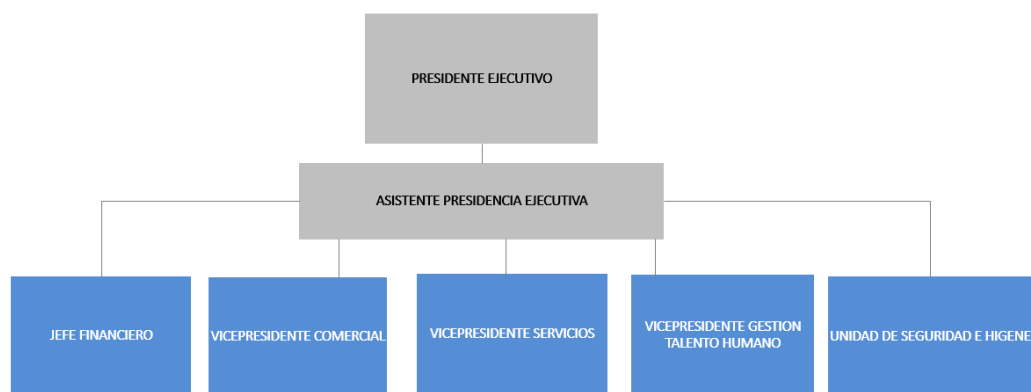 PRESIDENTE EJECUTIVO
ASISTENTE PRESIDENCIA EJECUTIVA
JEFE FINANCIERO
VICEPRESIDENTE COMERCIAL
VICEPRESIDENTE SERVICIOS
VICEPRESIDENTE GESTION
TALENTO HUMANO
UNIDAD DE SEGURIDAD E HIGENE